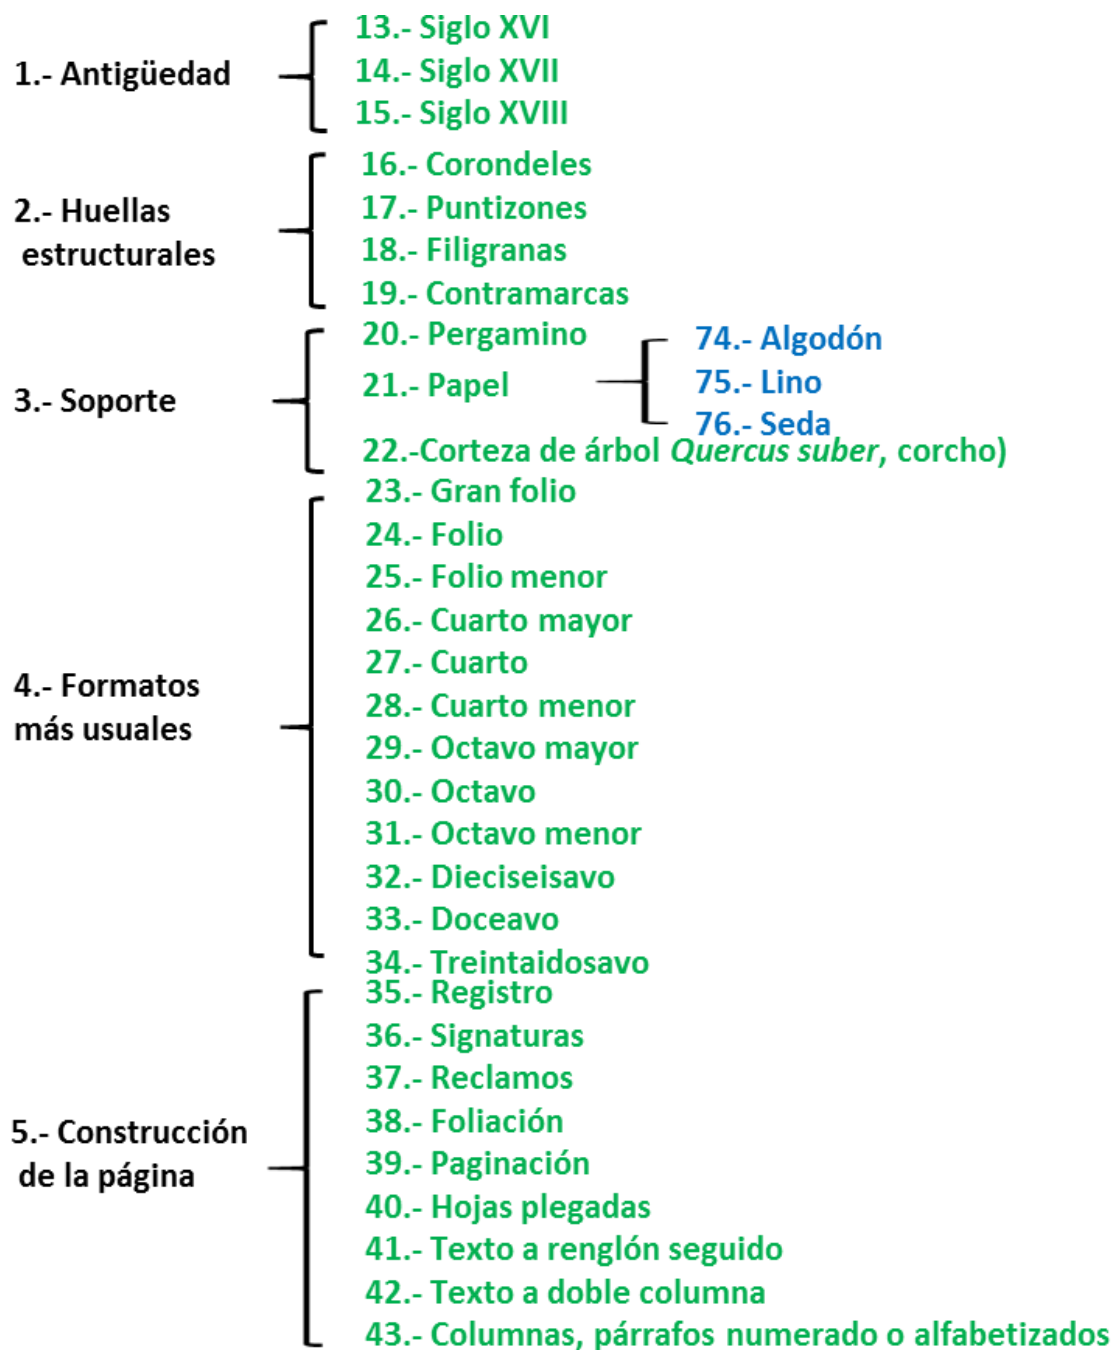 13.- Siglo XVI
1.- Antigüedad
14.- Siglo XVII
15.- Siglo XVIII
16.- Corondeles
2.- Huellas
estructurales
17.- Puntizones
18.- Filigranas
19.- Contramarcas
3.- Soporte
20.- Pergamino
21.- Papel
74.- Algodón
75.- Lino
76.- Seda
22.-Corteza de árbol Quercus suber, corcho)
4.- Formatos
más usuales
23.- Gran folio
24.- Folio
25.- Folio menor
26.- Cuarto mayor
27.- Cuarto
28.- Cuarto menor
29.- Octavo mayor
30.- Octavo
31.- Octavo menor
32.- Dieciseisavo
33.- Doceavo
34.- Treintaidosavo
5.- Construcción
de la página
35.- Registro
36.- Signaturas
37.- Reclamos
38.- Foliación
39.- Paginación
40.- Hojas plegadas
41.- Texto a renglón seguido
42.- Texto a doble columna
43.- Columnas, párrafos numerado o alfabetizados